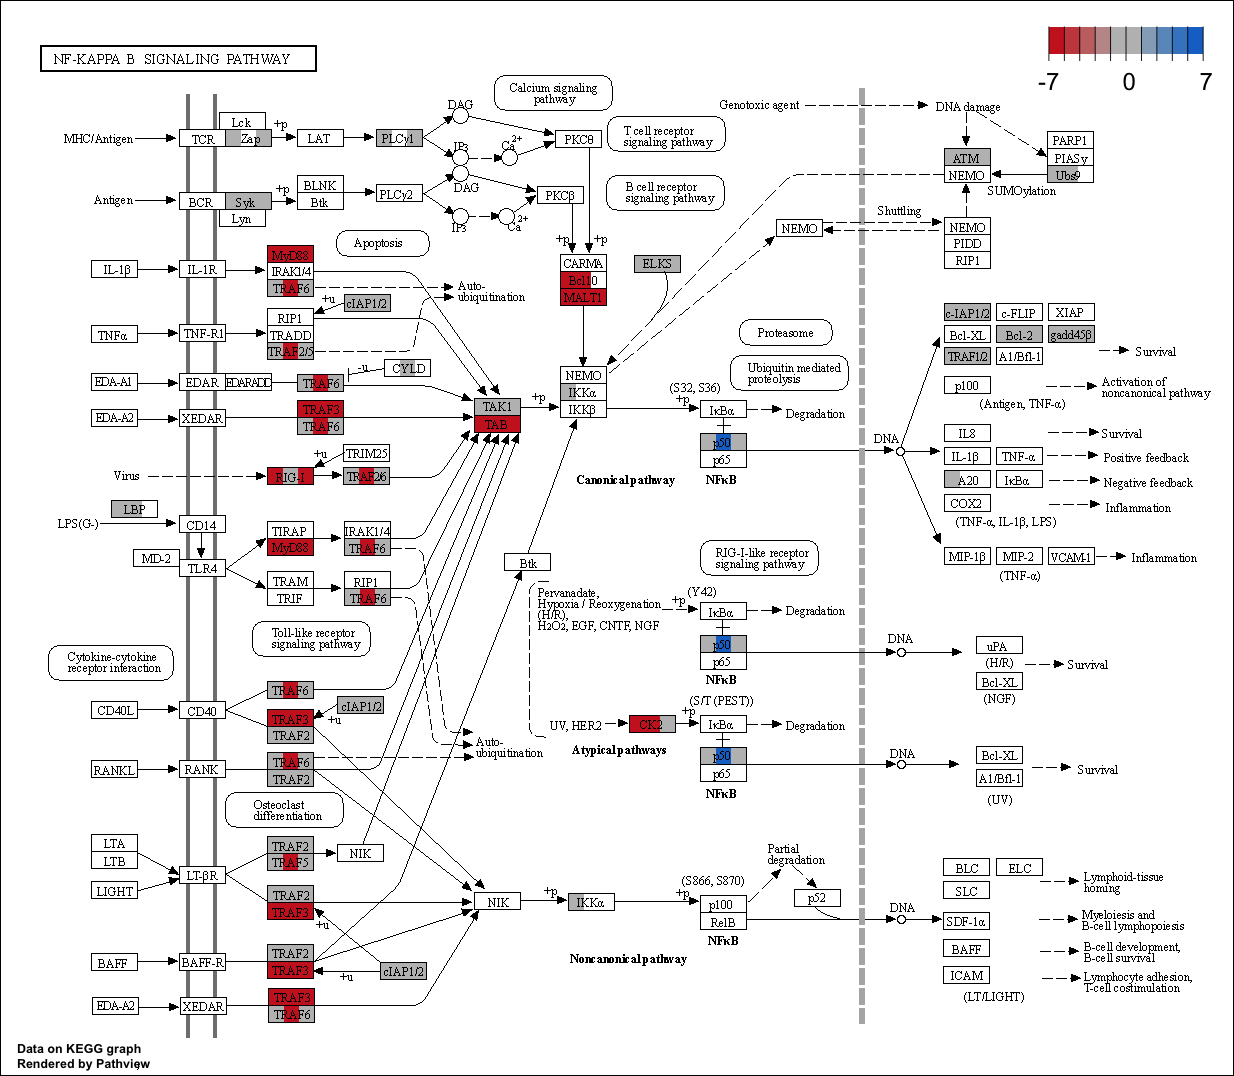 NF-KAPPA B SIGNALING PATHWAY
-7 0 7
MHC/Antigen
TCR
Lck
Zap
+p
LAT
PLCγ1
DAG
IP3
Ca2+
PKCθ
Calcium signaling
pathway
T cell receptor
signaling pathway
B cell receptor
signaling pathway
Genotoxic agent
DNA damage
ATM
NEMO
PARP1
PIASy
Ubs9
SUMOylation
Antigen
BCR
Syk
Lyn
+p
BLNK
Btk
PLCγ2
DAG
IP3
Ca2+
PKCβ
+p
+p
Shuttling
NEMO
NEMO
PIDD
RIP1
Apoptosis
IL-1β
IL-1R
MyD88
IRAK1/4
TRAF6
Auto-
ubiquitination
CARMA
Bcl10
MALT1
ELKS
TNFα
TNF-R1
RIP1
TRADD
TRAF2/5
+u
cIAP1/2
Proteasome
Ubiquitin mediated
proteolysis
c-IAP1/2
c-FLIP
XIAP
Bcl-XL
Bcl-2
gadd45β
TRAF1/2
A1/Bfl-1
Survival
EDA-A1
EDAR
EDARADD
TRAF6
-u
CYLD
EDA-A2
XEDAR
TRAF3
TRAF6
TAK1
TAB
+p
NEMO
IKKα
IKKβ
(S32, S36)
+p
IκBα
Degradation
p50
p65
NFκB
Canonical pathway
DNA
p100
(Antigen, TNF-α)
Activation of
noncanonical pathway
IL8
Survival
IL-1β
TNF-α
Positive feedback
A20
IκBα
Negative feedback
COX2
Inflammation
(TNF-α, IL-1β, LPS)
MIP-1β
MIP-2
VCAM-1
Inflammation
(TNF-α)
Virus
RIG-I
+u
TRIM25
TRAF2/6
LBP
LPS(G-)
CD14
MD-2
TLR4
TIRAP
MyD88
IRAK1/4
TRAF6
TRAM
TRIF
RIP1
TRAF6
Btk
RIG-I-like receptor
signaling pathway
Pervanadate,
Hypoxia / Reoxygenation
(H/R),
H2O2, EGF, CNTF, NGF
+p
(Y42)
IκBα
Degradation
p50
p65
NFκB
DNA
uPA
(H/R)
Bcl-XL
(NGF)
Survival
Toll-like receptor
signaling pathway
Cytokine-cytokine
receptor interaction
CD40L
CD40
TRAF6
TRAF3
TRAF2
+u
cIAP1/2
Auto-
ubiquitination
UV, HER2
CK2
+p
(S/T (PEST))
IκBα
Degradation
p50
p65
NFκB
Atypical pathways
DNA
Bcl-XL
A1/Bfl-1
(UV)
Survival
RANKL
RANK
TRAF6
TRAF2
Osteoclast
differentiation
LTA
LTB
LIGHT
LT-βR
TRAF2
TRAF5
NIK
TRAF2
TRAF3
+u
NIK
+p
IKKα
+p
(S866, S870)
p100
RelB
NFκB
Partial
degradation
p52
DNA
Noncanonical pathway
BLC
ELC
SLC
Lymphoid-tissue
homing
SDF-1α
Myeloiesis and
B-cell lymphopoiesis
BAFF
B-cell development,
B-cell survival
ICAM
Lymphocyte adhesion,
T-cell costimulation
(LT/LIGHT)
BAFF
BAFF-R
TRAF2
TRAF3
+u
cIAP1/2
EDA-A2
XEDAR
TRAF3
TRAF6
Data on KEGG graph
Rendered by Pathview